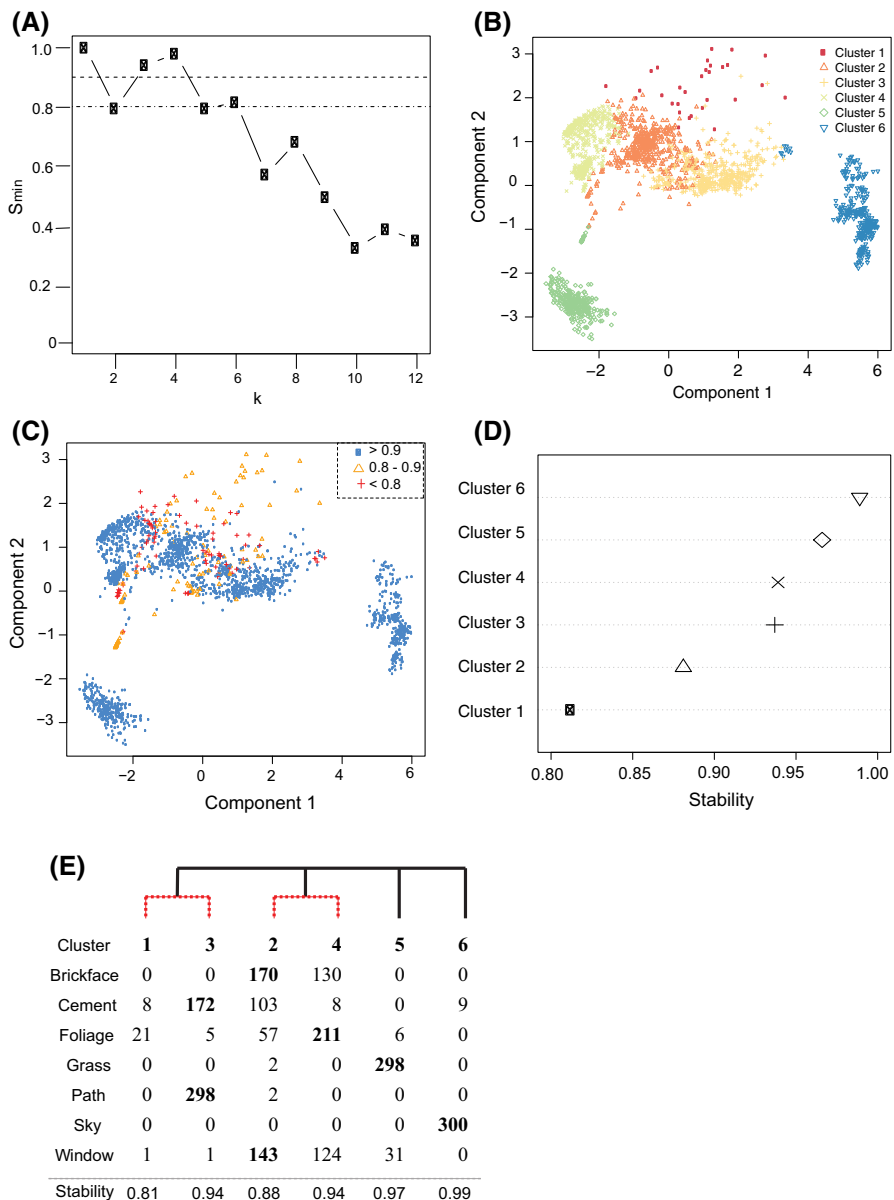 (A)
1.0
0.8
0.6
0.4
0.2
0
Smin
2 4 6 8 10 12
k
(B)
3
2
1
0
−1
−2
−3
Component 2
−2 0 2 4 6
Component 1
Cluster 1
Cluster 2
Cluster 3
Cluster 4
Cluster 5
Cluster 6
(C)
3
2
1
0
−1
−2
−3
Component 2
−2 0 2 4 6
Component 1
> 0.9
0.8 - 0.9
< 0.8
(D)
Cluster 6
Cluster 5
Cluster 4
Cluster 3
Cluster 2
Cluster 1
0.80 0.85 0.90 0.95 1.00
Stability
(E)
Cluster 1 3 2 4 5 6
Brickface 0 0 170 130 0 0
Cement 8 172 103 8 0 9
Foliage 21 5 57 211 6 0
Grass 0 0 2 0 298 0
Path 0 298 2 0 0 0
Sky 0 0 0 0 0 300
Window 1 1 143 124 31 0
Stability 0.81 0.94 0.88 0.94 0.97 0.99